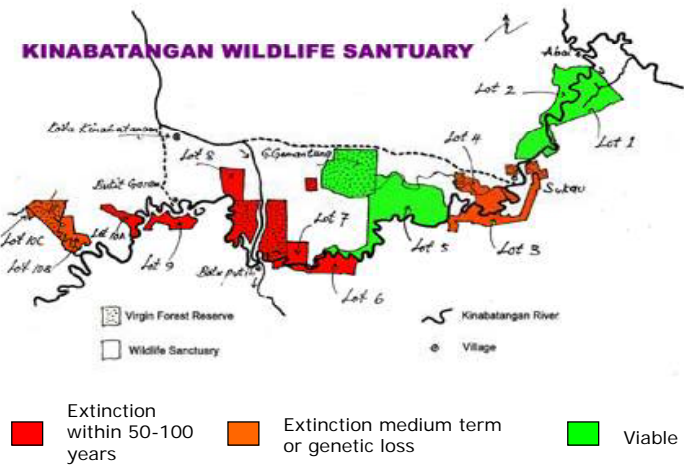 KINABATANGAN WILDLIFE SANTUARY
Abai
Lot 2
Lot 1
Kota Kinabatangan
Lot 8
G. Gomantong
Lot 4
Sukau
Bukit Garam
Lot 7
Lot 10C
Lot 10B
Lot 10A
Lot 9
Batu Putih
Lot 6
Lot 5
Lot 3
Virgin Forest Reserve
Wildlife Sanctuary
Kinabatangan River
Village
Extinction
within 50-100
years
Extinction medium term
or genetic loss
Viable